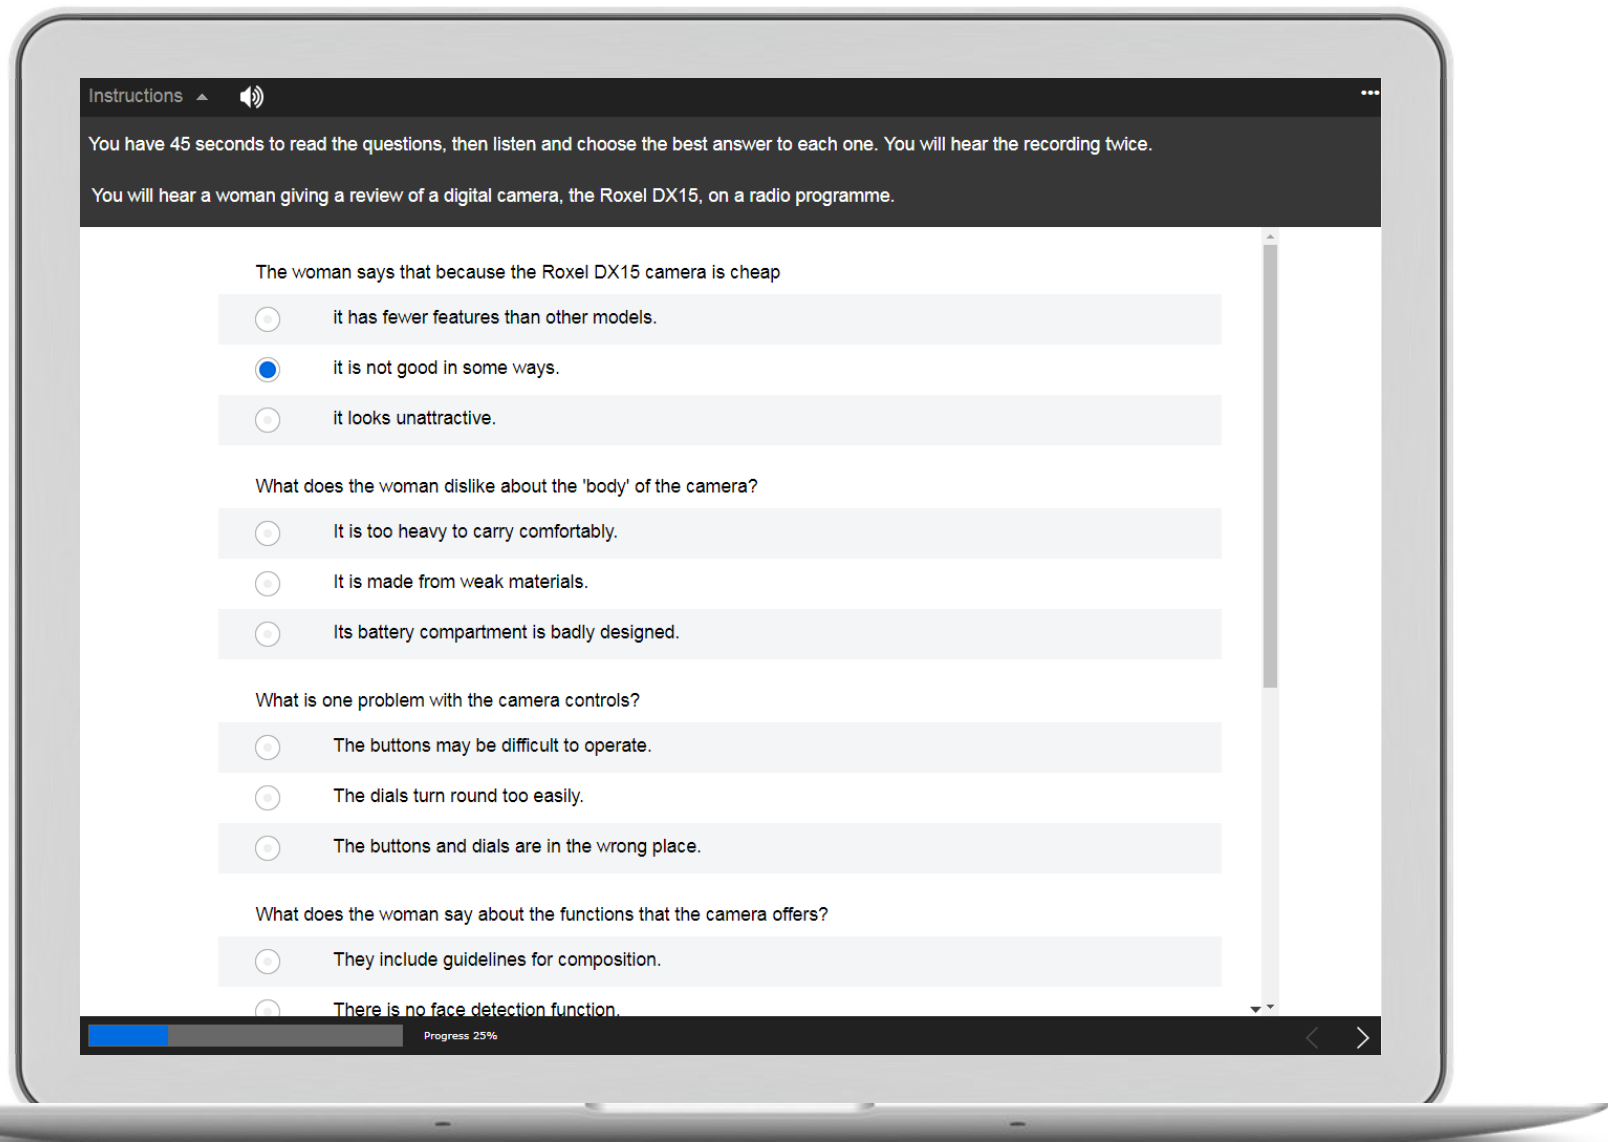 Instructions
You have 45 seconds to read the questions, then listen and choose the best answer to each one. You will hear the recording twice.
You will hear a woman giving a review of a digital camera, the Roxel DX15, on a radio programme.
The woman says that because the Roxel DX15 camera is cheap
it has fewer features than other models.
it is not good in some ways.
it looks unattractive.
What does the woman dislike about the 'body' of the camera?
It is too heavy to carry comfortably.
It is made from weak materials.
Its battery compartment is badly designed.
What is one problem with the camera controls?
The buttons may be difficult to operate.
The dials turn round too easily.
The buttons and dials are in the wrong place.
What does the woman say about the functions that the camera offers?
They include guidelines for composition.
There is no face detection function.
Progress 25%